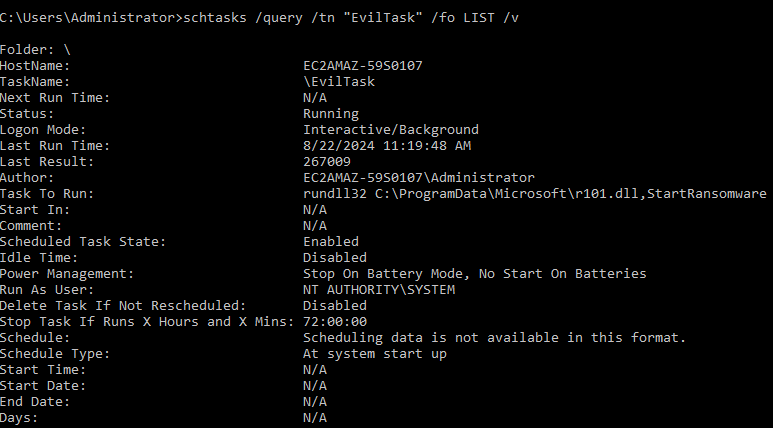 C:\Users\Administrator>schtasks /query /tn "EvilTask" /fo LIST /v
Folder: \
HostName: EC2AMAZ-59S0107
TaskName: \EvilTask
Next Run Time: N/A
Status: Running
Logon Mode: Interactive/Background
Last Run Time: 8/22/2024 11:19:48 AM
Last Result: 267009
Author: EC2AMAZ-59S0107\Administrator
Task To Run: rundll32 C:\ProgramData\Microsoft\r101.dll,StartRansomware
Start In: N/A
Comment: N/A
Scheduled Task State: Enabled
Idle Time: Disabled
Power Management: Stop On Battery Mode, No Start On Batteries
Run As User: NT AUTHORITY\SYSTEM
Delete Task If Not Rescheduled: Disabled
Stop Task If Runs X Hours and X Mins: 72:00:00
Schedule: Scheduling data is not available in this format.
Schedule Type: At system start up
Start Time: N/A
Start Date: N/A
End Date: N/A
Days: N/A